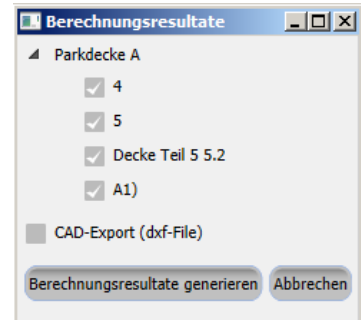 Berechnungsresultate
Parkdecke A
4
5
Decke Teil 5 5.2
A1)
CAD-Export (dxf-File)
Berechnungsresultate generieren Abbrechen